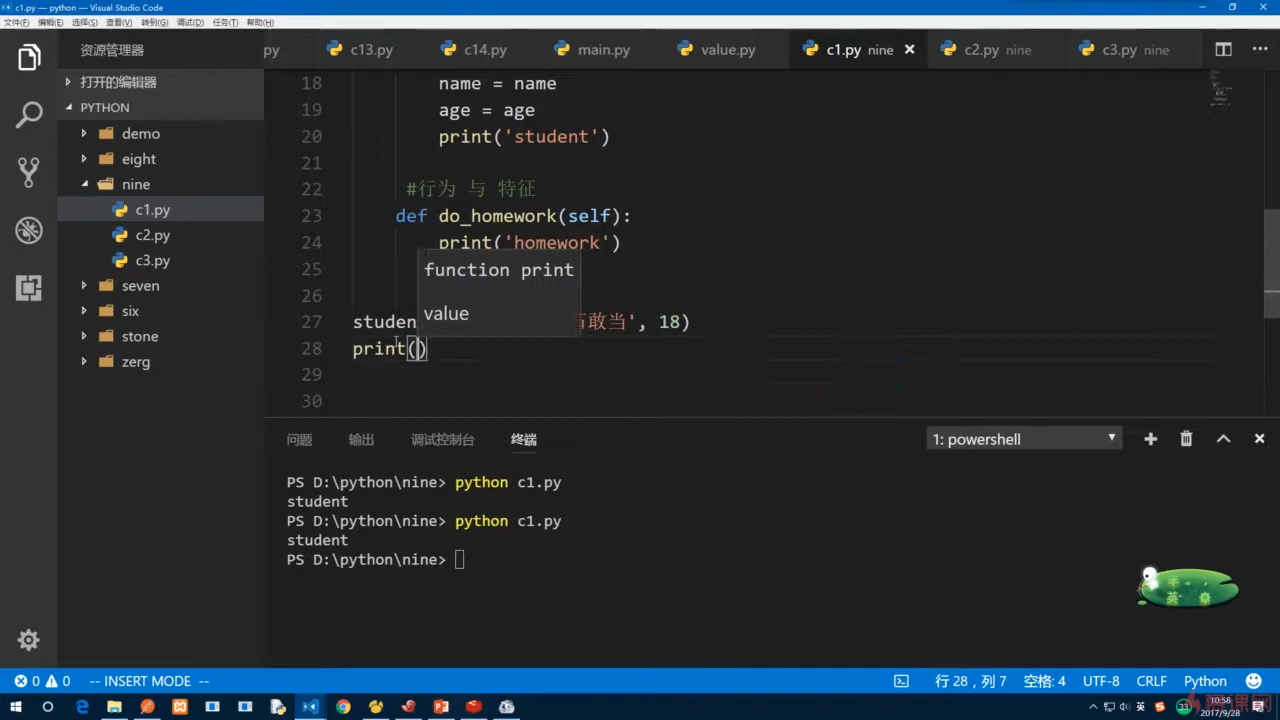 c1.py — python — Visual Studio Code
文件(F) 编辑(E) 选择(S) 查看(V) 转到(G) 调试(D) 任务(T) 帮助(H)
资源管理器
py c13.py c14.py main.py value.py c1.py nine c2.py nine c3.py nine
打开的编辑器
PYTHON
demo
eight
nine
c1.py
c2.py
c3.py
seven
six
stone
zerg
18 name = name
19 age = age
20 print('student')
21
22 #行为 与 特征
23 def do_homework(self):
24 print('homework')
25
function print
26
value
27 studen 敢当', 18)
28 print()
29
30
问题 输出 调试控制台 终端
1: powershell
PS D:\python\nine> python c1.py
student
PS D:\python\nine> python c1.py
student
PS D:\python\nine>
英
0 0 -- INSERT MODE -- 行 28，列 7 空格: 4 UTF-8 CRLF Python
英 33 10:58
2017/9/28